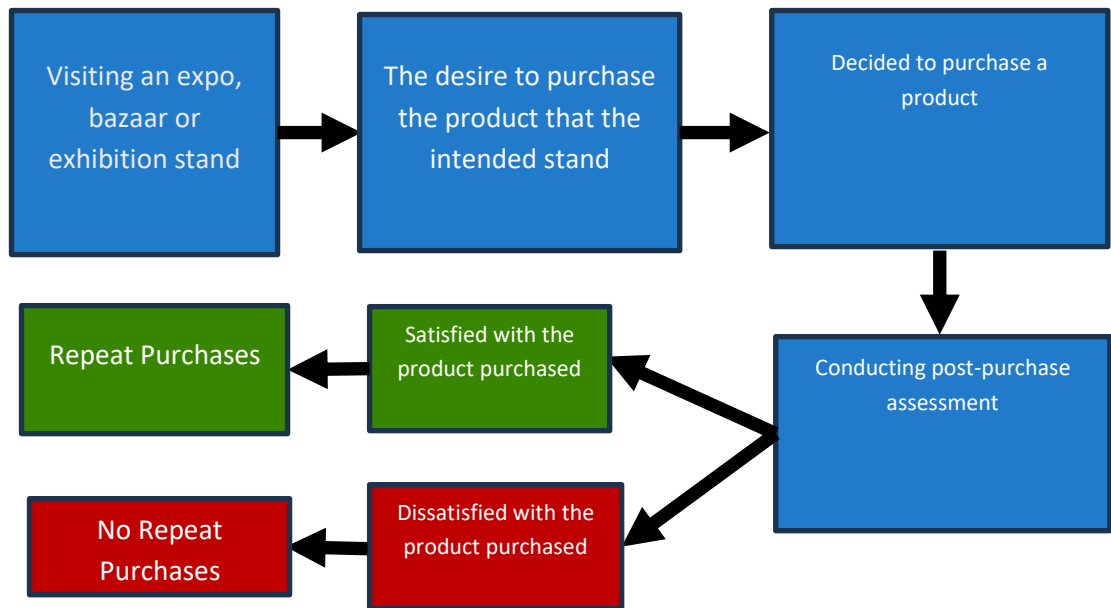 Visiting an expo,
bazaar or
exhibition stand
The desire to purchase
the product that the
intended stand
Decided to purchase a
product
Conducting post-purchase
assessment
Satisfied with the
product purchased
Repeat Purchases
Dissatisfied with the
product purchased
No Repeat
Purchases